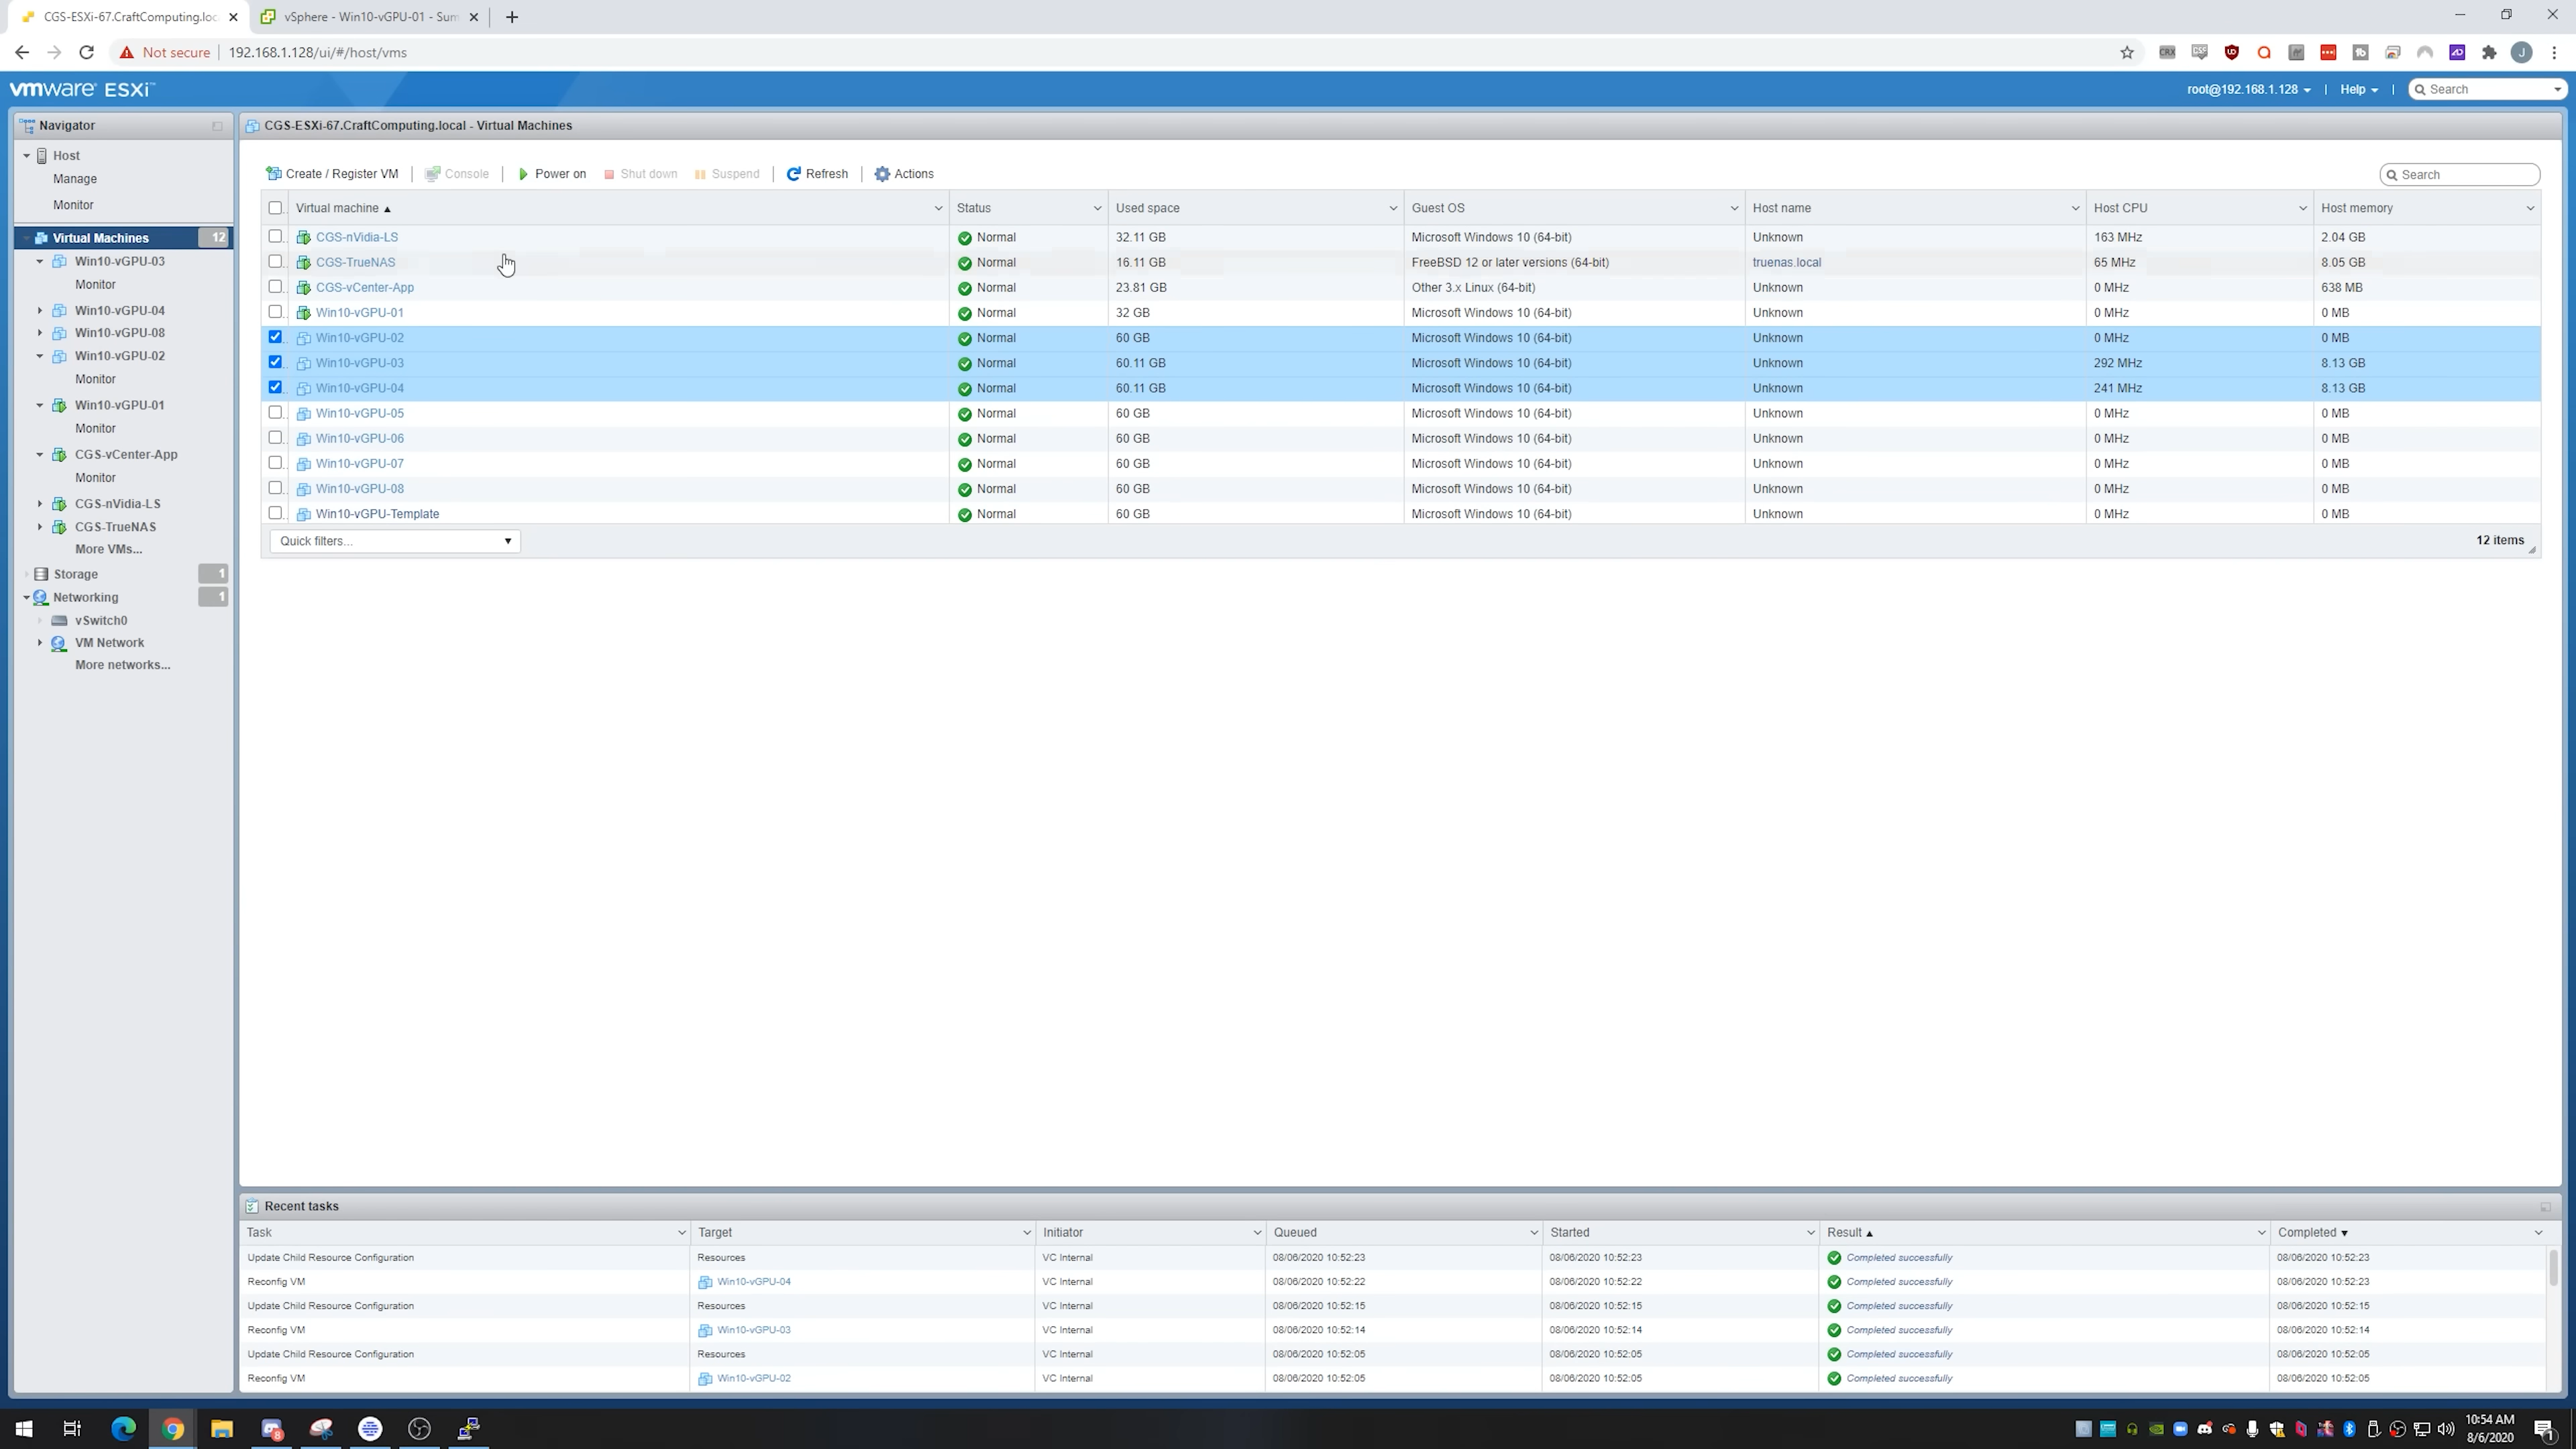 CGS-ESXi-67.CraftComputing.loc
vSphere - Win10-vGPU-01 - Sum
Not secure
192.168.1.128/ui/#/host/vms
vmware ESXi™
root@192.168.1.128
Help
Search
Navigator
CGS-ESXi-67.CraftComputing.local - Virtual Machines
Host
Manage
Monitor
Virtual Machines 12
Win10-vGPU-03
Monitor
Win10-vGPU-04
Win10-vGPU-08
Win10-vGPU-02
Monitor
Win10-vGPU-01
Monitor
CGS-vCenter-App
Monitor
CGS-nVidia-LS
CGS-TrueNAS
More VMs...
Storage 1
Networking 1
vSwitch0
VM Network
More networks...
Create / Register VM | Console | Power on Shut down Suspend | Refresh | Actions
Search
Virtual machine Status Used space Guest OS Host name Host CPU Host memory
CGS-nVidia-LS Normal 32.11 GB Microsoft Windows 10 (64-bit) Unknown 163 MHz 2.04 GB
CGS-TrueNAS Normal 16.11 GB FreeBSD 12 or later versions (64-bit) truenas.local 65 MHz 8.05 GB
CGS-vCenter-App Normal 23.81 GB Other 3.x Linux (64-bit) Unknown 0 MHz 638 MB
Win10-vGPU-01 Normal 32 GB Microsoft Windows 10 (64-bit) Unknown 0 MHz 0 MB
Win10-vGPU-02 Normal 60 GB Microsoft Windows 10 (64-bit) Unknown 0 MHz 0 MB
Win10-vGPU-03 Normal 60.11 GB Microsoft Windows 10 (64-bit) Unknown 292 MHz 8.13 GB
Win10-vGPU-04 Normal 60.11 GB Microsoft Windows 10 (64-bit) Unknown 241 MHz 8.13 GB
Win10-vGPU-05 Normal 60 GB Microsoft Windows 10 (64-bit) Unknown 0 MHz 0 MB
Win10-vGPU-06 Normal 60 GB Microsoft Windows 10 (64-bit) Unknown 0 MHz 0 MB
Win10-vGPU-07 Normal 60 GB Microsoft Windows 10 (64-bit) Unknown 0 MHz 0 MB
Win10-vGPU-08 Normal 60 GB Microsoft Windows 10 (64-bit) Unknown 0 MHz 0 MB
Win10-vGPU-Template Normal 60 GB Microsoft Windows 10 (64-bit) Unknown 0 MHz 0 MB
Quick filters...
12 items
Recent tasks
Task Target Initiator Queued Started Result Completed
Update Child Resource Configuration Resources VC Internal 08/06/2020 10:52:23 08/06/2020 10:52:23 Completed successfully 08/06/2020 10:52:23
Reconfig VM Win10-vGPU-04 VC Internal 08/06/2020 10:52:22 08/06/2020 10:52:22 Completed successfully 08/06/2020 10:52:23
Update Child Resource Configuration Resources VC Internal 08/06/2020 10:52:15 08/06/2020 10:52:15 Completed successfully 08/06/2020 10:52:15
Reconfig VM Win10-vGPU-03 VC Internal 08/06/2020 10:52:14 08/06/2020 10:52:14 Completed successfully 08/06/2020 10:52:14
Update Child Resource Configuration Resources VC Internal 08/06/2020 10:52:05 08/06/2020 10:52:05 Completed successfully 08/06/2020 10:52:05
Reconfig VM Win10-vGPU-02 VC Internal 08/06/2020 10:52:05 08/06/2020 10:52:05 Completed successfully 08/06/2020 10:52:05
10:54 AM
8/6/2020